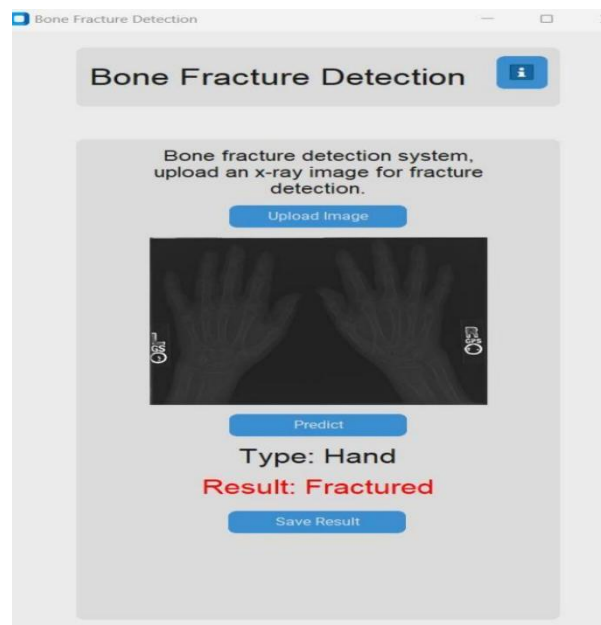 Bone Fracture Detection
Bone Fracture Detection
i
Bone fracture detection system,
upload an x-ray image for fracture
detection.
Upload Image
Predict
Type: Hand
Result: Fractured
Save Result